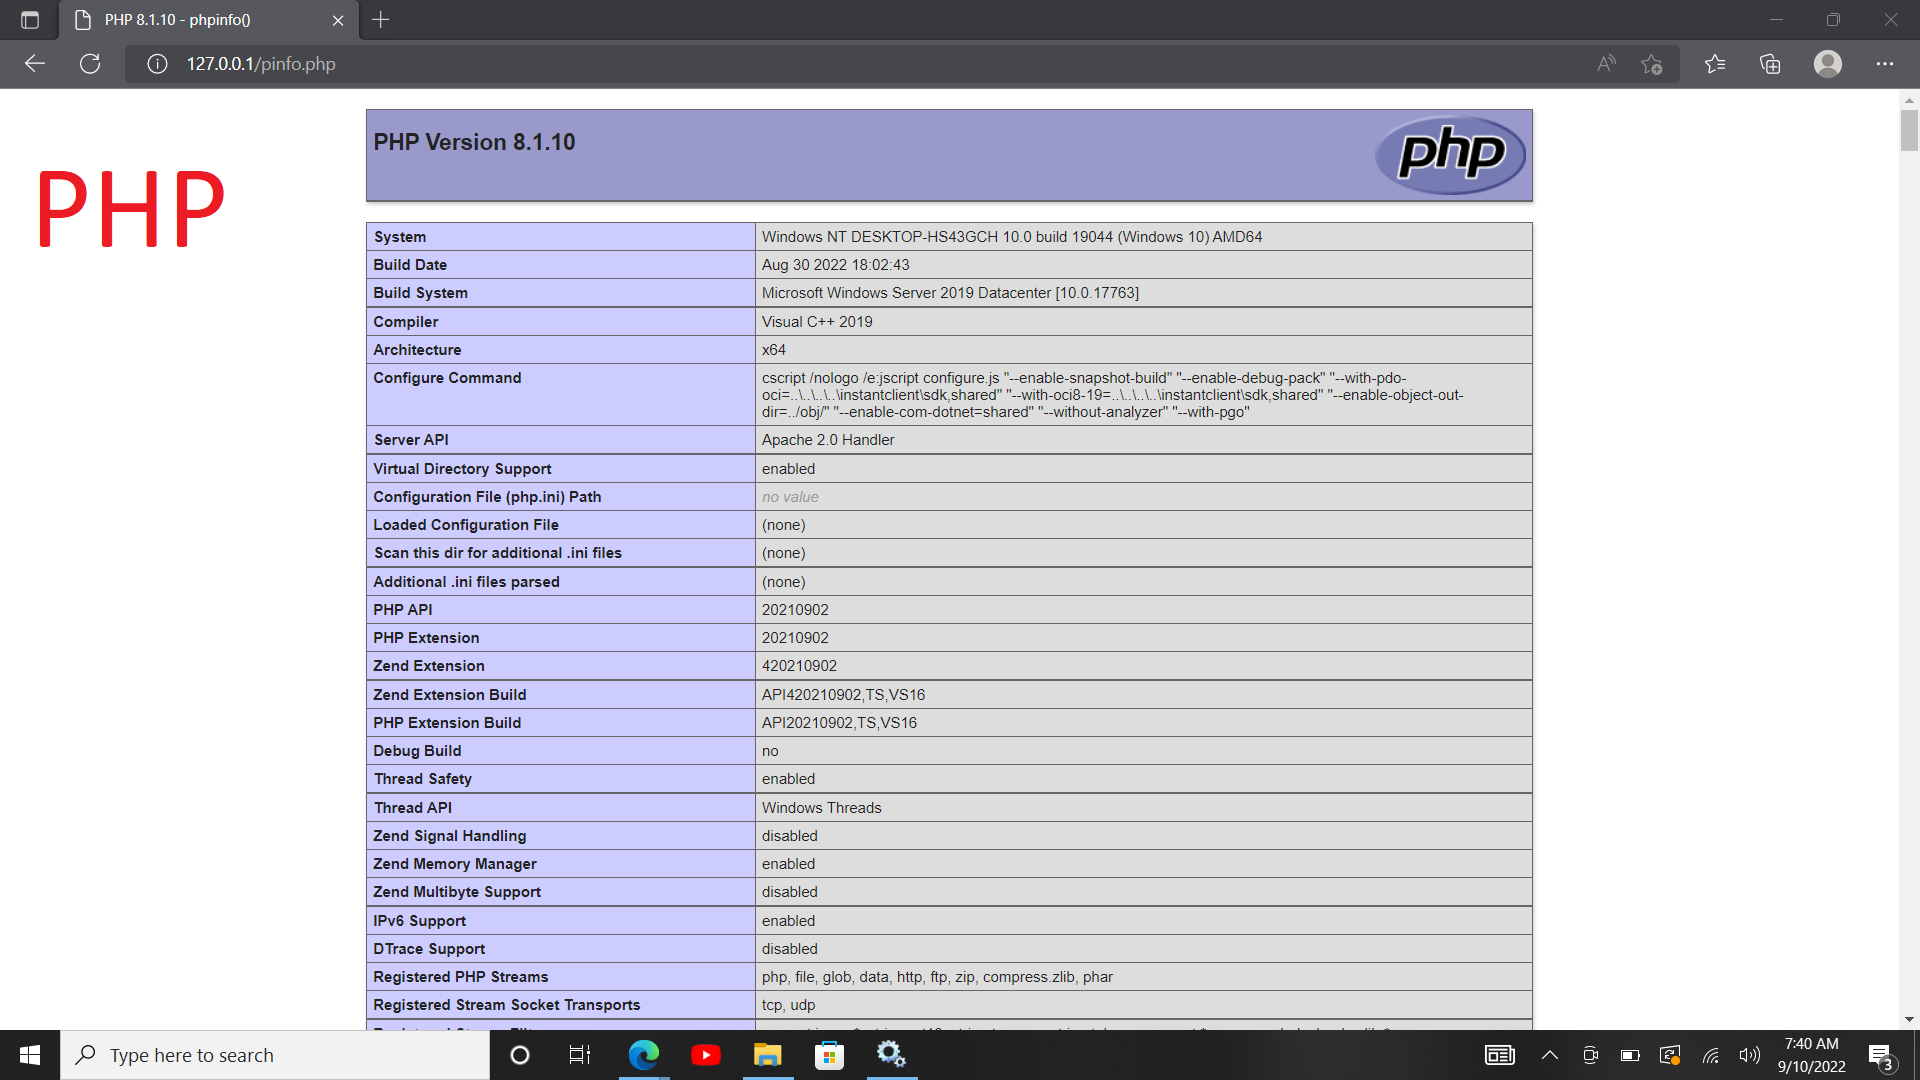 PHP 8.1.10 - phpinfo()
127.0.0.1/pinfo.php
PHP
PHP Version 8.1.10
php
System Windows NT DESKTOP-HS43GCH 10.0 build 19044 (Windows 10) AMD64
Build Date Aug 30 2022 18:02:43
Build System Microsoft Windows Server 2019 Datacenter [10.0.17763]
Compiler Visual C++ 2019
Architecture x64
Configure Command cscript /nologo /e:jscript configure.js "--enable-snapshot-build" "--enable-debug-pack" "--with-pdo-
oci=..\..\..\..\instantclient\sdk,shared" "--with-oci8-19=..\..\..\..\instantclient\sdk,shared" "--enable-object-out-
dir=../obj/" "--enable-com-dotnet=shared" "--without-analyzer" "--with-pgo"
Server API Apache 2.0 Handler
Virtual Directory Support enabled
Configuration File (php.ini) Path no value
Loaded Configuration File (none)
Scan this dir for additional .ini files (none)
Additional .ini files parsed (none)
PHP API 20210902
PHP Extension 20210902
Zend Extension 420210902
Zend Extension Build API420210902,TS,VS16
PHP Extension Build API20210902,TS,VS16
Debug Build no
Thread Safety enabled
Thread API Windows Threads
Zend Signal Handling disabled
Zend Memory Manager enabled
Zend Multibyte Support disabled
IPv6 Support enabled
DTrace Support disabled
Registered PHP Streams php, file, glob, data, http, ftp, zip, compress.zlib, phar
Registered Stream Socket Transports tcp, udp
Type here to search
7:40 AM
9/10/2022
3